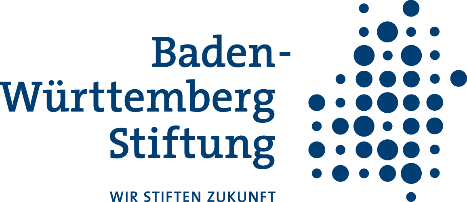 Baden-
Württemberg
Stiftung
WIR STIFTEN ZUKUNFT